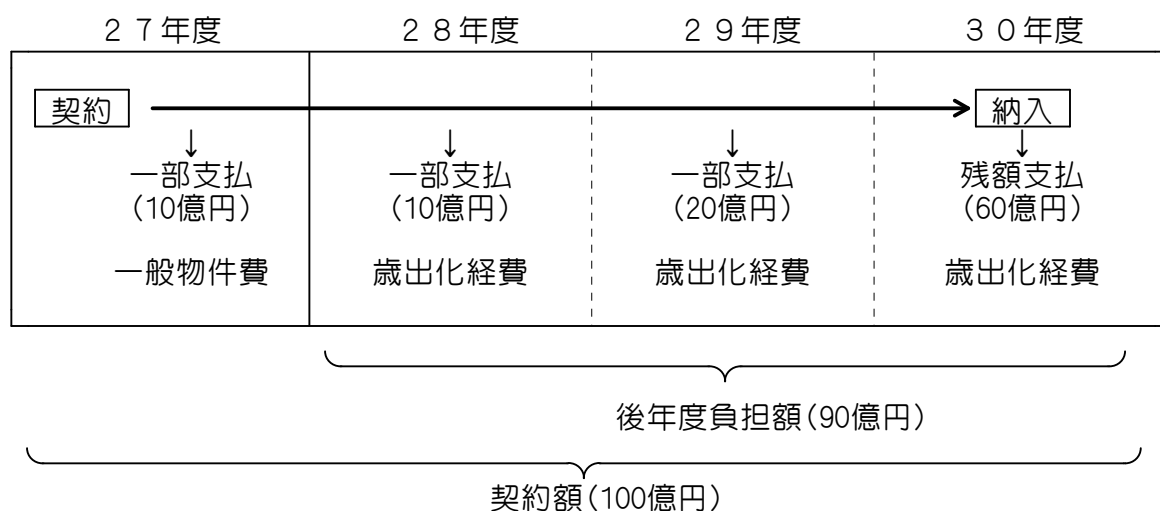 ２７年度 ２８年度 ２９年度 ３０年度
契約 納入
一部支払 一部支払 一部支払 残額支払
(10億円) (10億円) (20億円) (60億円)
一般物件費 歳出化経費 歳出化経費 歳出化経費
後年度負担額(90億円)
契約額(100億円)